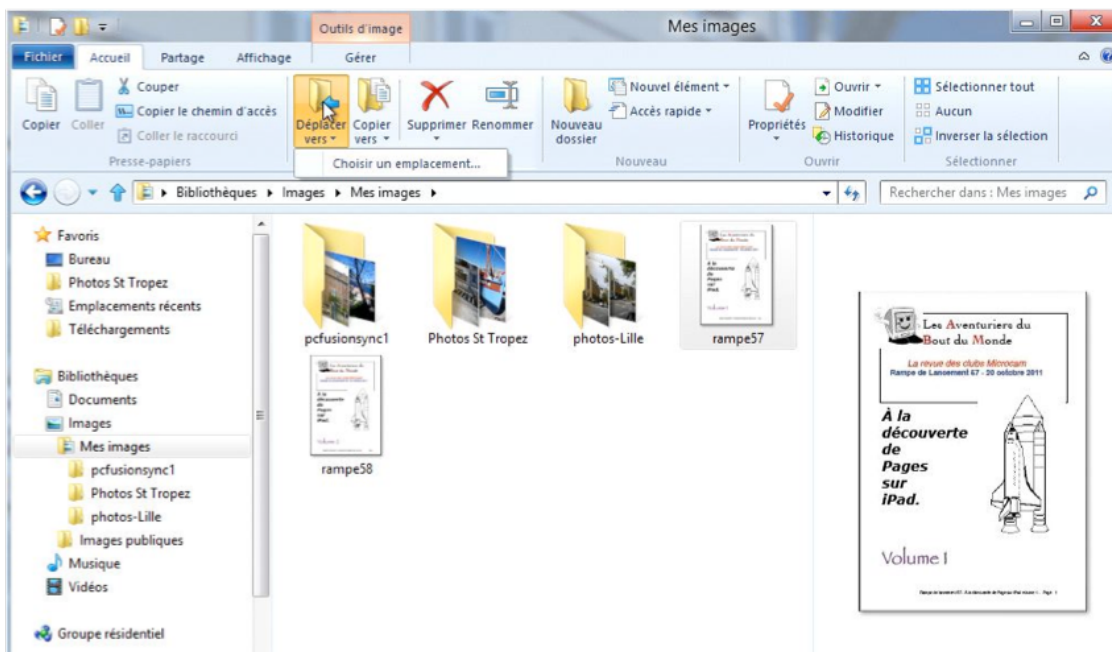 Outils d'image
Mes images
Fichier Accueil Partage Affichage Gérer
Copier
Coller
Couper
Copier le chemin d'accès
Coller le raccourci
Presse-papiers
Déplacer vers
Copier vers
Supprimer
Renommer
Choisir un emplacement...
Nouveau dossier
Nouvel élément
Accès rapide
Nouveau
Propriétés
Ouvrir
Modifier
Historique
Ouvrir
Sélectionner tout
Aucun
Inverser la sélection
Sélectionner
Bibliothèques Images Mes images
Rechercher dans : Mes images
Favoris
Bureau
Photos St Tropez
Emplacements récents
Téléchargements
Bibliothèques
Documents
Images
Mes images
pcfusionsync1
Photos St Tropez
photos-Lille
Images publiques
Musique
Vidéos
Groupe résidentiel
pcfusionsync1
Photos St Tropez
photos-Lille
rampe57
rampe58
Les Aventuriers du
Bout du Monde
La revue des clubs Microcam
Rampe de Lancement 67 - 20 octobre 2011
À la
découverte
de
Pages
sur
iPad.
Volume 1